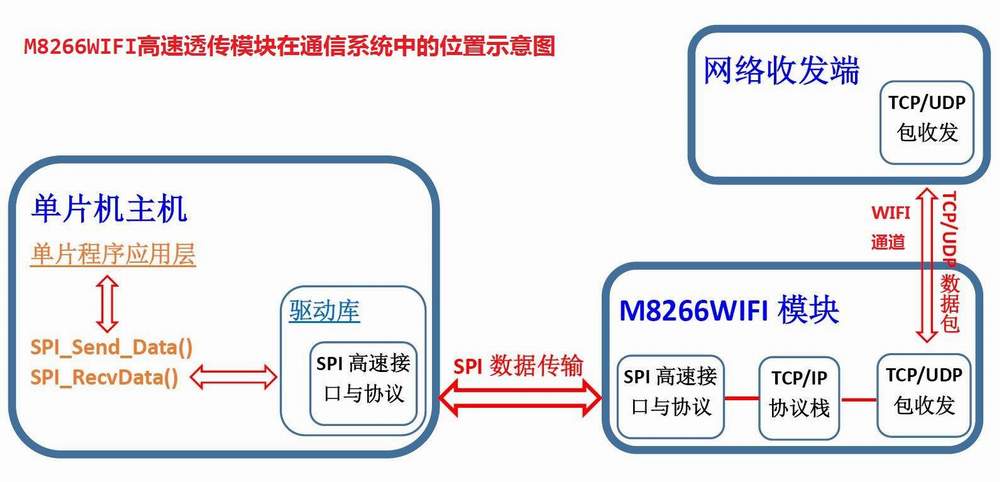 M8266WIFI高速透传模块在通信系统中的位置示意图
网络收发端
TCP/UDP
包收发
单片机主机
单片程序应用层
SPI_Send_Data()
SPI_RecvData()
驱动库
SPI 高速接
口与协议
SPI 数据传输
WIFI
通道
TCP/UDP 数据包
M8266WIFI 模块
SPI 高速接
口与协议
TCP/IP
协议栈
TCP/UDP
包收发